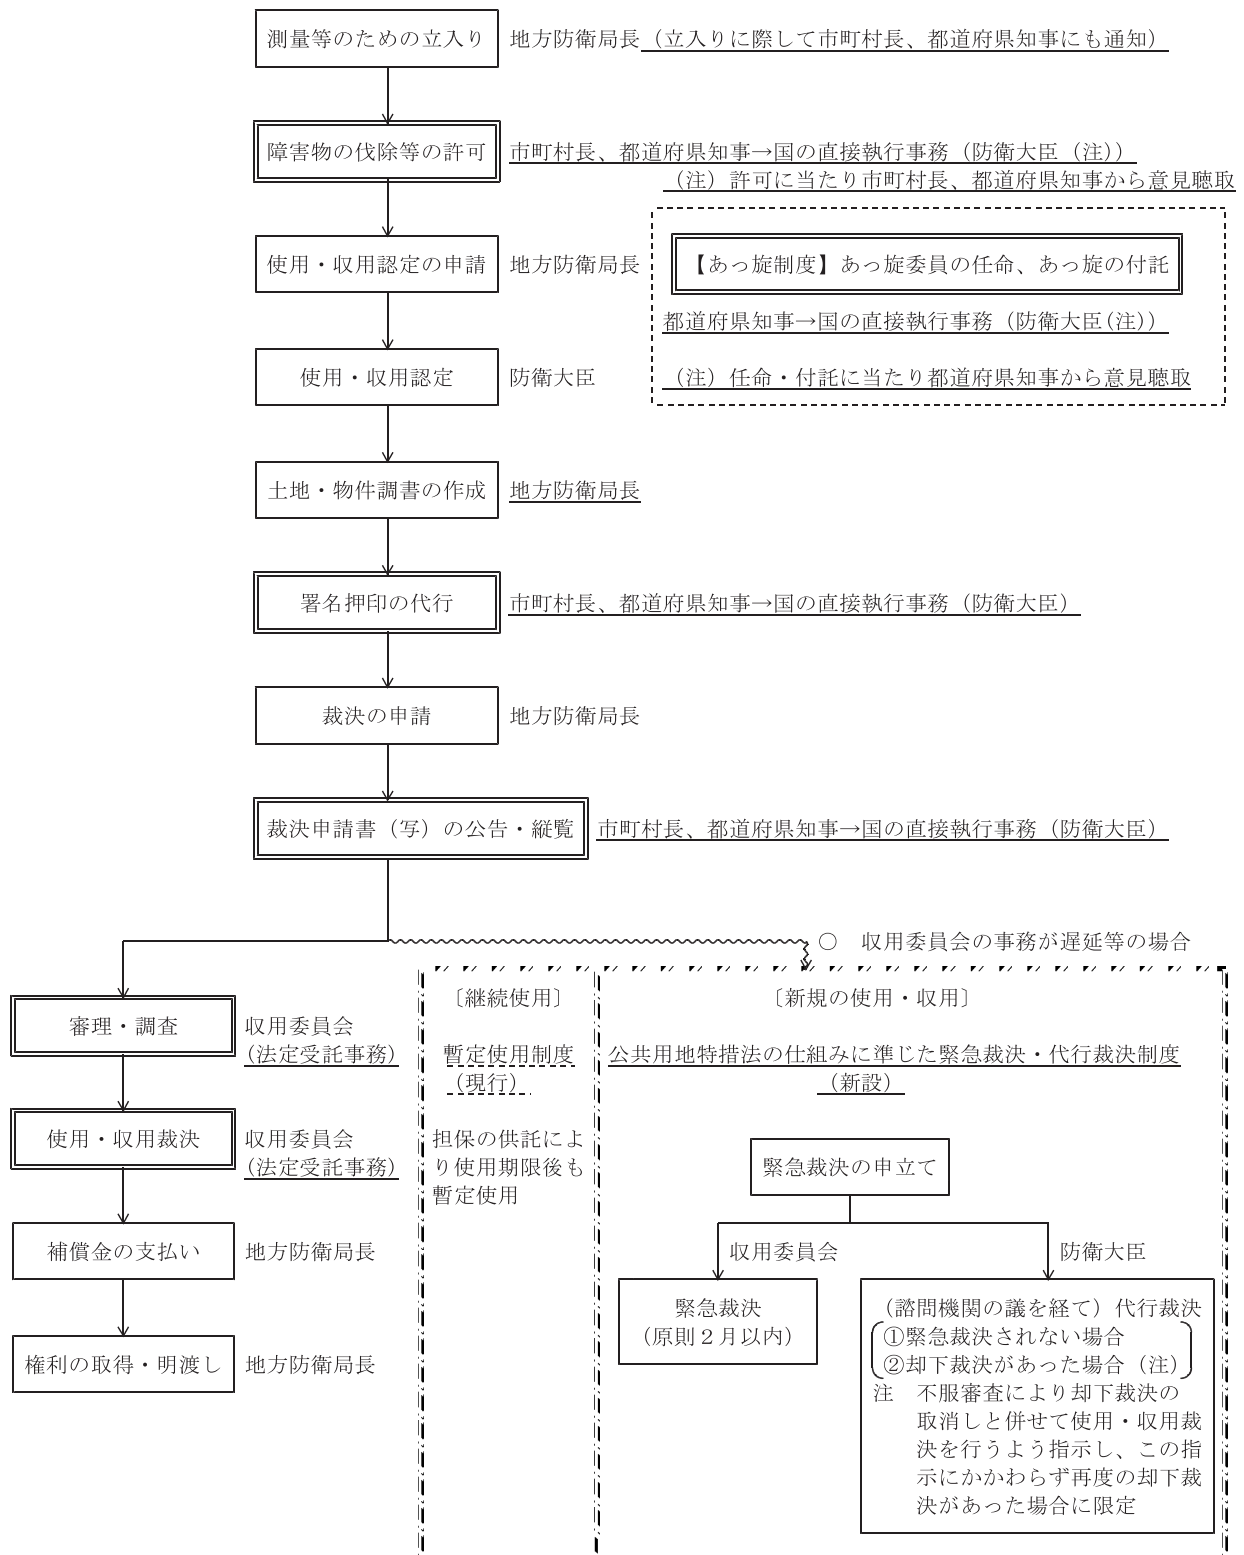 測量等のための立入り　地方防衛局長（立入りに際して市町村長、都道府県知事にも通知）
障害物の伐除等の許可　市町村長、都道府県知事→国の直接執行事務（防衛大臣（注））
（注）許可に当たり市町村長、都道府県知事から意見聴取
使用・収用認定の申請　地方防衛局長
【あっ旋制度】あっ旋委員の任命、あっ旋の付託
都道府県知事→国の直接執行事務（防衛大臣（注））
（注）任命・付託に当たり都道府県知事から意見聴取
使用・収用認定　防衛大臣
土地・物件調書の作成　地方防衛局長
署名押印の代行　市町村長、都道府県知事→国の直接執行事務（防衛大臣）
裁決の申請　地方防衛局長
裁決申請書（写）の公告・縦覧　市町村長、都道府県知事→国の直接執行事務（防衛大臣）
○　収用委員会の事務が遅延等の場合
審理・調査　収用委員会
（法定受託事務）
使用・収用裁決　収用委員会
（法定受託事務）
補償金の支払い　地方防衛局長
権利の取得・明渡し　地方防衛局長
〔継続使用〕
暫定使用制度
（現行）
担保の供託によ
り使用期限後も
暫定使用
〔新規の使用・収用〕
公共用地特措法の仕組みに準じた緊急裁決・代行裁決制度
（新設）
緊急裁決の申立て
収用委員会
緊急裁決
（原則２月以内）
防衛大臣
（諮問機関の議を経て）代行裁決
①緊急裁決されない場合
②却下裁決があった場合（注）
注　不服審査により却下裁決の
取消しと併せて使用・収用裁
決を行うよう指示し、この指
示にかかわらず再度の却下裁
決があった場合に限定